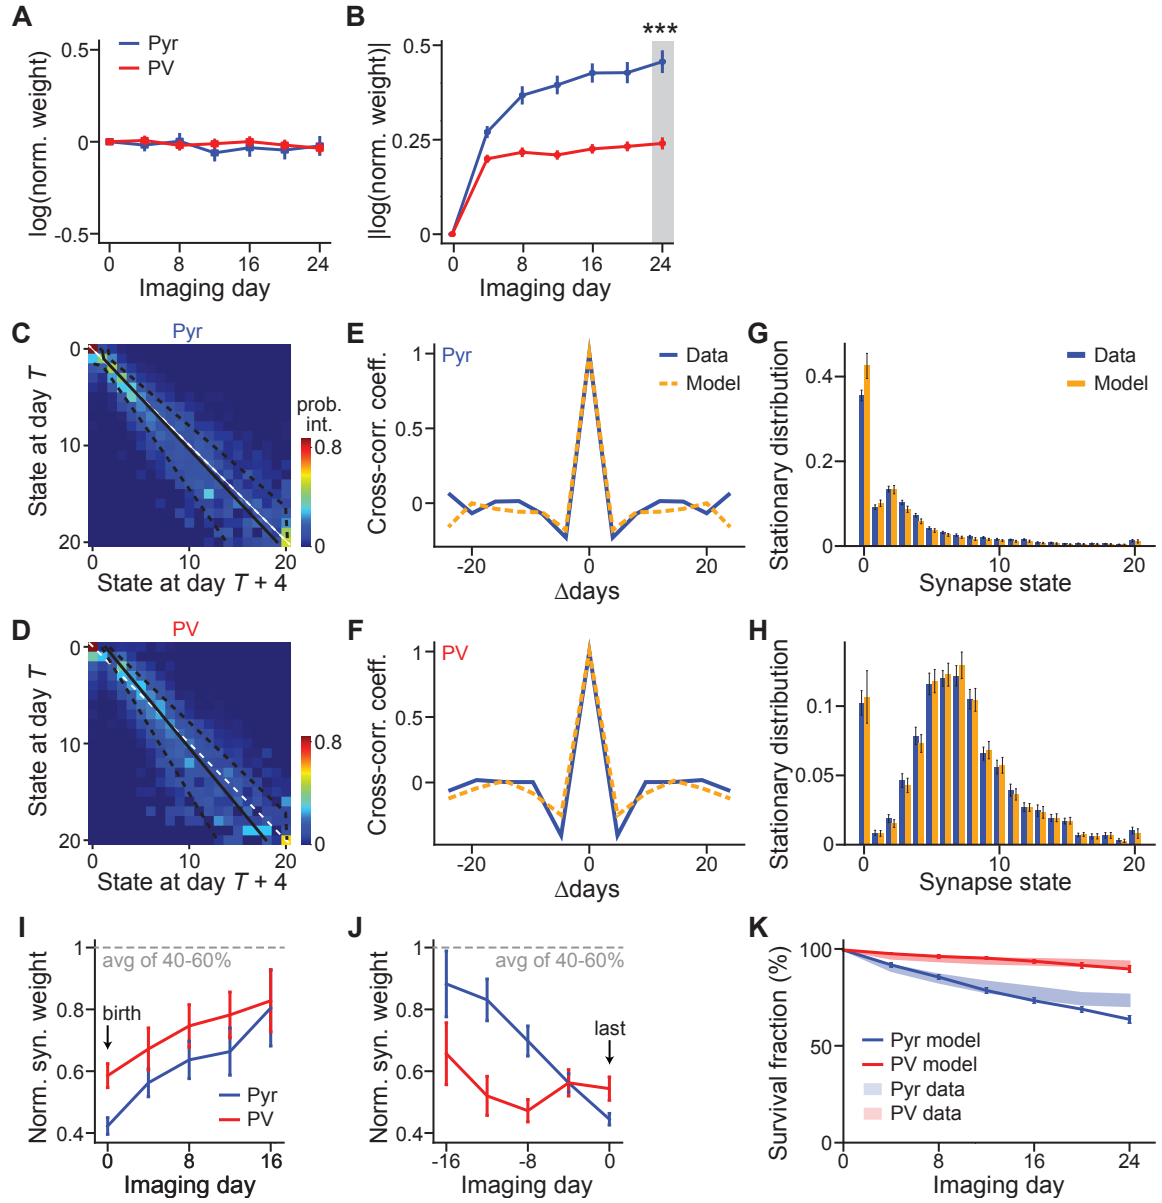 A
log(norm. weight)
0.5
0
-0.5
Pyr
PV
0
8
16
24
Imaging day
B
|log(norm. weight)|
0.5
0.25
0
***
0
8
16
24
Imaging day
C
Pyr
State at day T
0
10
20
0
10
20
State at day T + 4
prob.
int.
0.8
0
E
Pyr
Cross-corr. coeff.
1
0.5
0
Data
Model
-20
0
20
Δdays
G
Stationary distribution
0.4
0.2
0
Data
Model
0
10
20
Synapse state
D
PV
State at day T
0
10
20
0
10
20
State at day T + 4
0.8
0
F
PV
Cross-corr. coeff.
1
0.5
0
-20
0
20
Δdays
H
Stationary distribution
0.1
0.05
0
0
10
20
Synapse state
I
Norm. syn. weight
1
0.8
0.6
0.4
avg of 40-60%
birth
Pyr
PV
0
8
16
Imaging day
J
Norm. syn. weight
1
0.8
0.6
0.4
avg of 40-60%
last
-16
-8
0
Imaging day
K
Survival fraction (%)
100
50
0
Pyr model
PV model
Pyr data
PV data
0
8
16
24
Imaging day